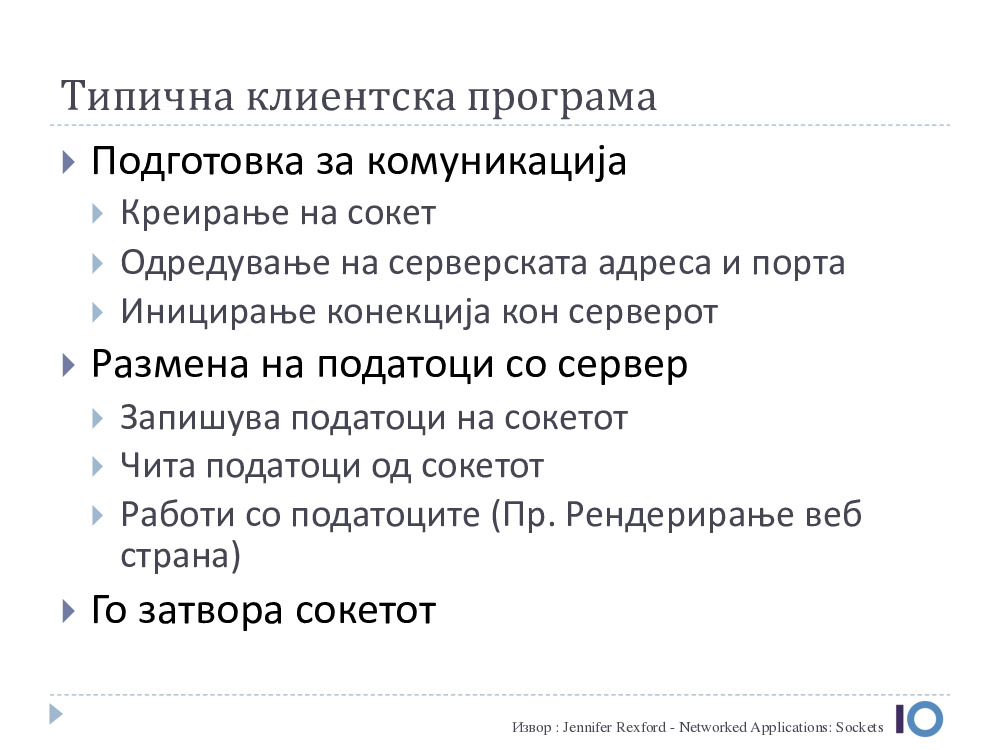 Типична клиентска програма
Подготовка за комуникација
Креирање на сокет
Одредување на серверската адреса и порта
Иницирање конекција кон серверот
Размена на податоци со сервер
Запишува податоци на сокетот
Чита податоци од сокетот
Работи со податоците (Пр. Рендерирање веб
страна)
Го затвора сокетот
Извор : Jennifer Rexford - Networked Applications: Sockets